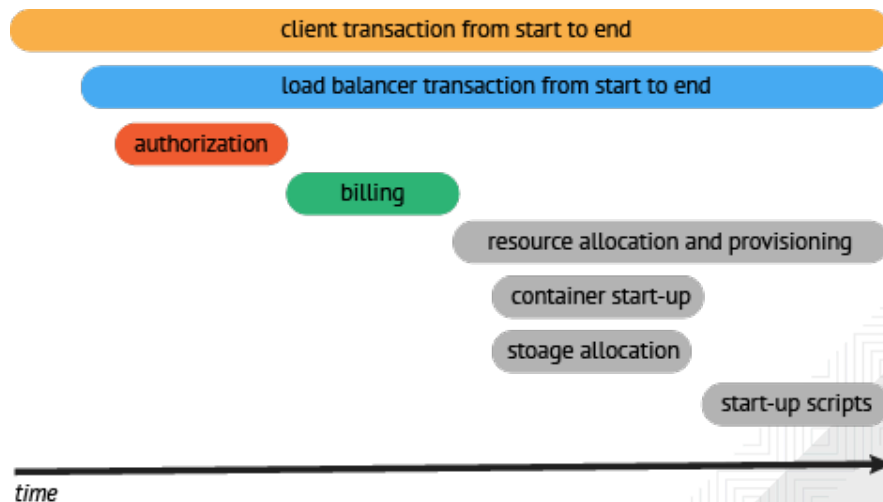 client transaction from start to end
load balancer transaction from start to end
authorization
billing
resource allocation and provisioning
container start-up
stoage allocation
start-up scripts
time